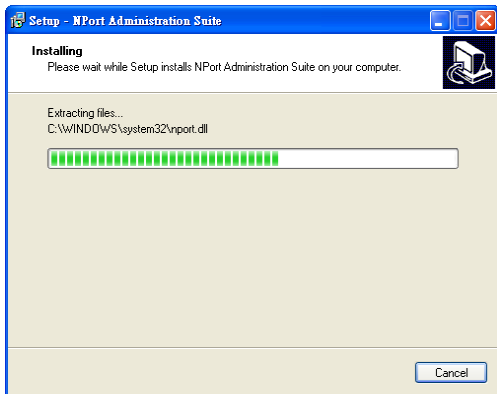 Setup - NPort Administration Suite
Installing
Please wait while Setup installs NPort Administration Suite on your computer.
Extracting files...
C:\WINDOWS\system32\nport.dll
Cancel